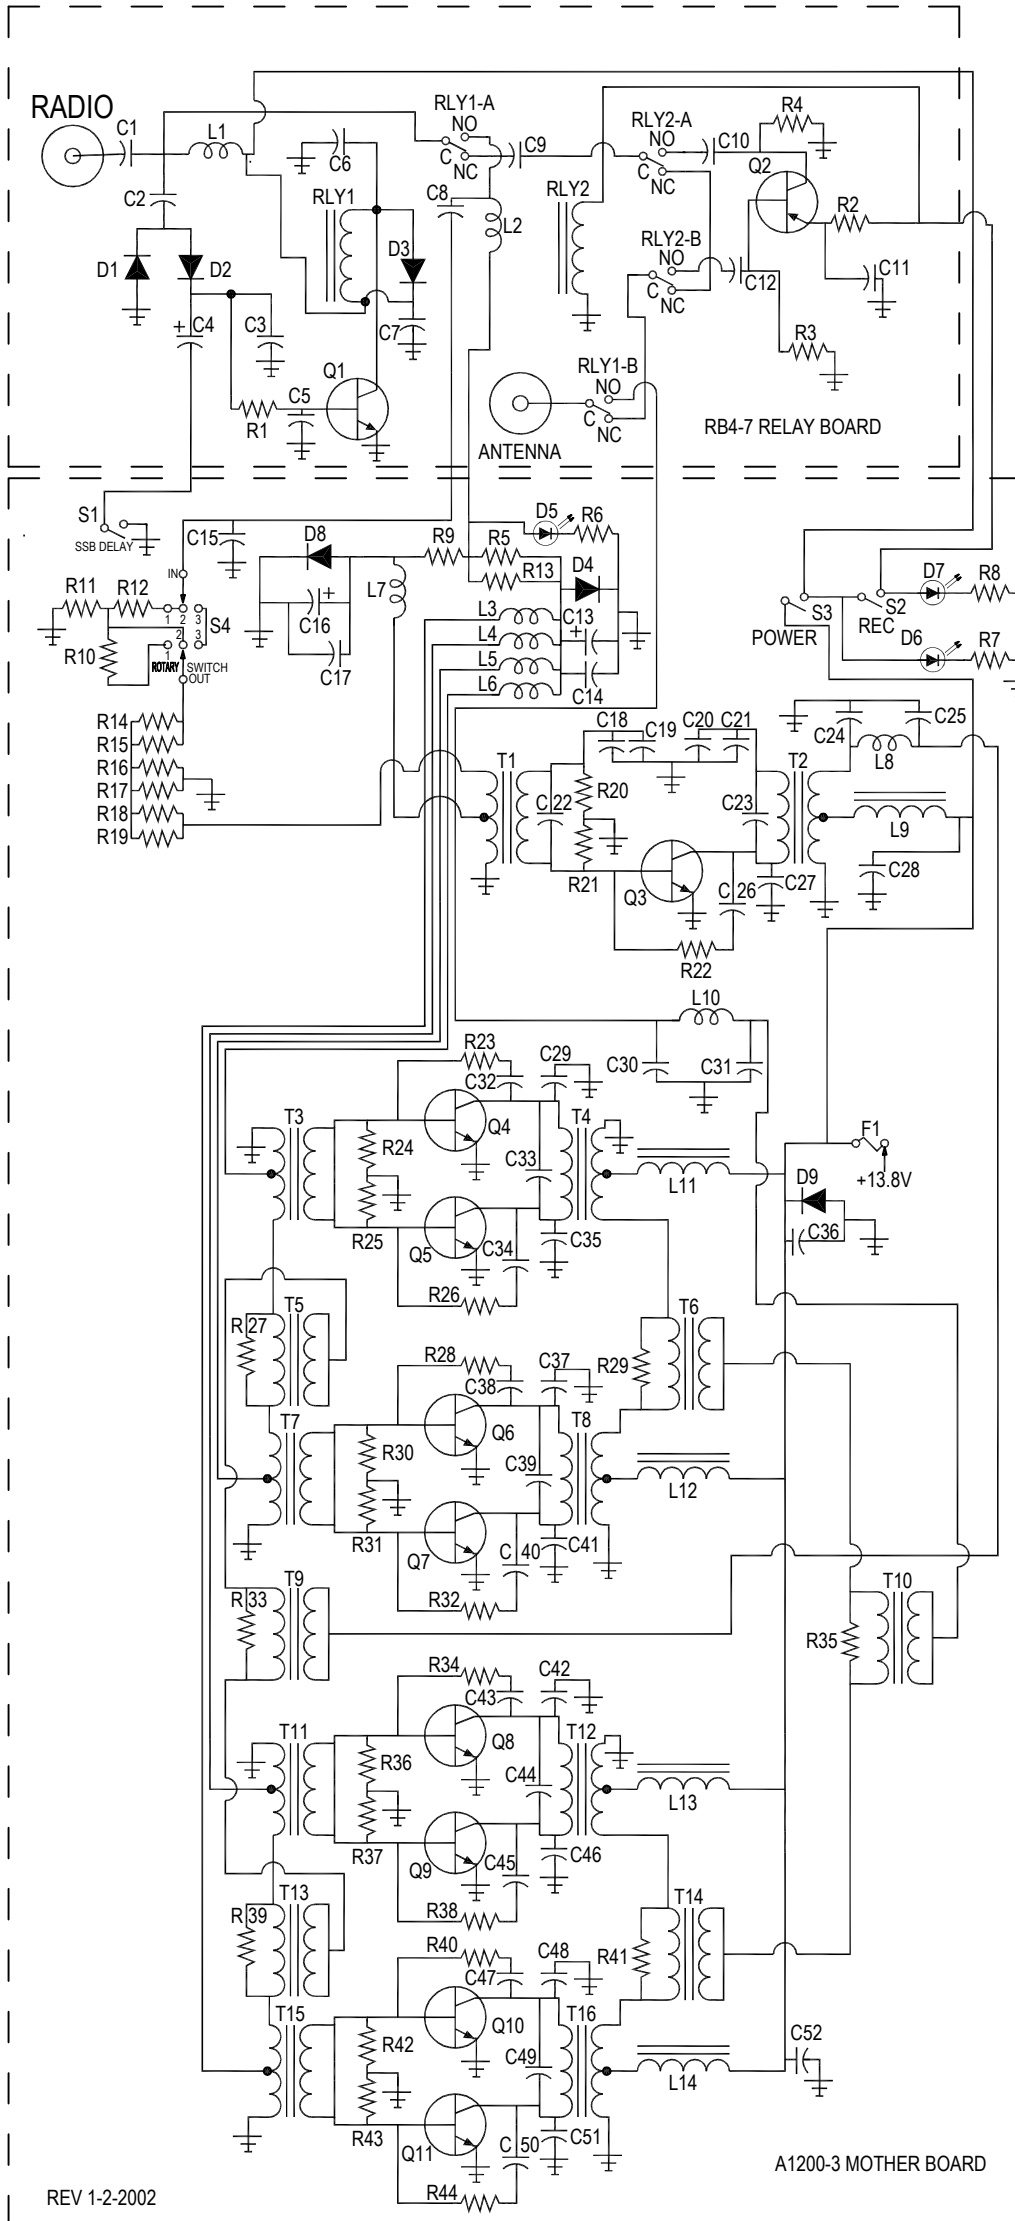 RLY1-A
NO
RADIO
C1
L1
C
NC
C9
RLY2-A
NO
C
NC
C10
R4
Q2
C6
C2
RLY1
C8
L2
RLY2
R2
D1
D2
D3
RLY2-B
NO
C
NC
C12
C11
+
C4
C3
C7
R3
Q1
C5
R1
RLY1-B
NO
C
NC
ANTENNA
RB4-7 RELAY BOARD
S1
SSB DELAY
C15
D8
R9
R5
D5
R6
IN
R11
R12
1
2
3
S4
L7
R13
D4
D7
R8
+
C16
L3
C13
+
S3
S2
POWER
REC
R10
2
1
3
ROTARY
SWITCH
OUT
C17
L4
L5
L6
C14
D6
R7
R14
R15
R16
R17
R18
R19
C18
C19
C20
C21
C24
C25
L8
T1
R20
T2
C22
C23
L9
R21
Q3
C26
C27
C28
R22
L10
R23
C29
C30
C31
C32
T3
Q4
T4
F1
R24
C33
+13.8V
L11
D9
R25
Q5
C34
C35
C36
R26
R27
T5
T6
R28
C37
R29
C38
T7
Q6
T8
R30
C39
L12
R31
Q7
C40
C41
R32
R33
T9
T10
R35
R34
C42
C43
T11
Q8
T12
R36
C44
L13
R37
Q9
C45
C46
R38
R39
T13
T14
R40
C48
R41
C47
T15
Q10
T16
C52
R42
C49
L14
R43
Q11
C50
C51
R44
A1200-3 MOTHER BOARD
REV 1-2-2002